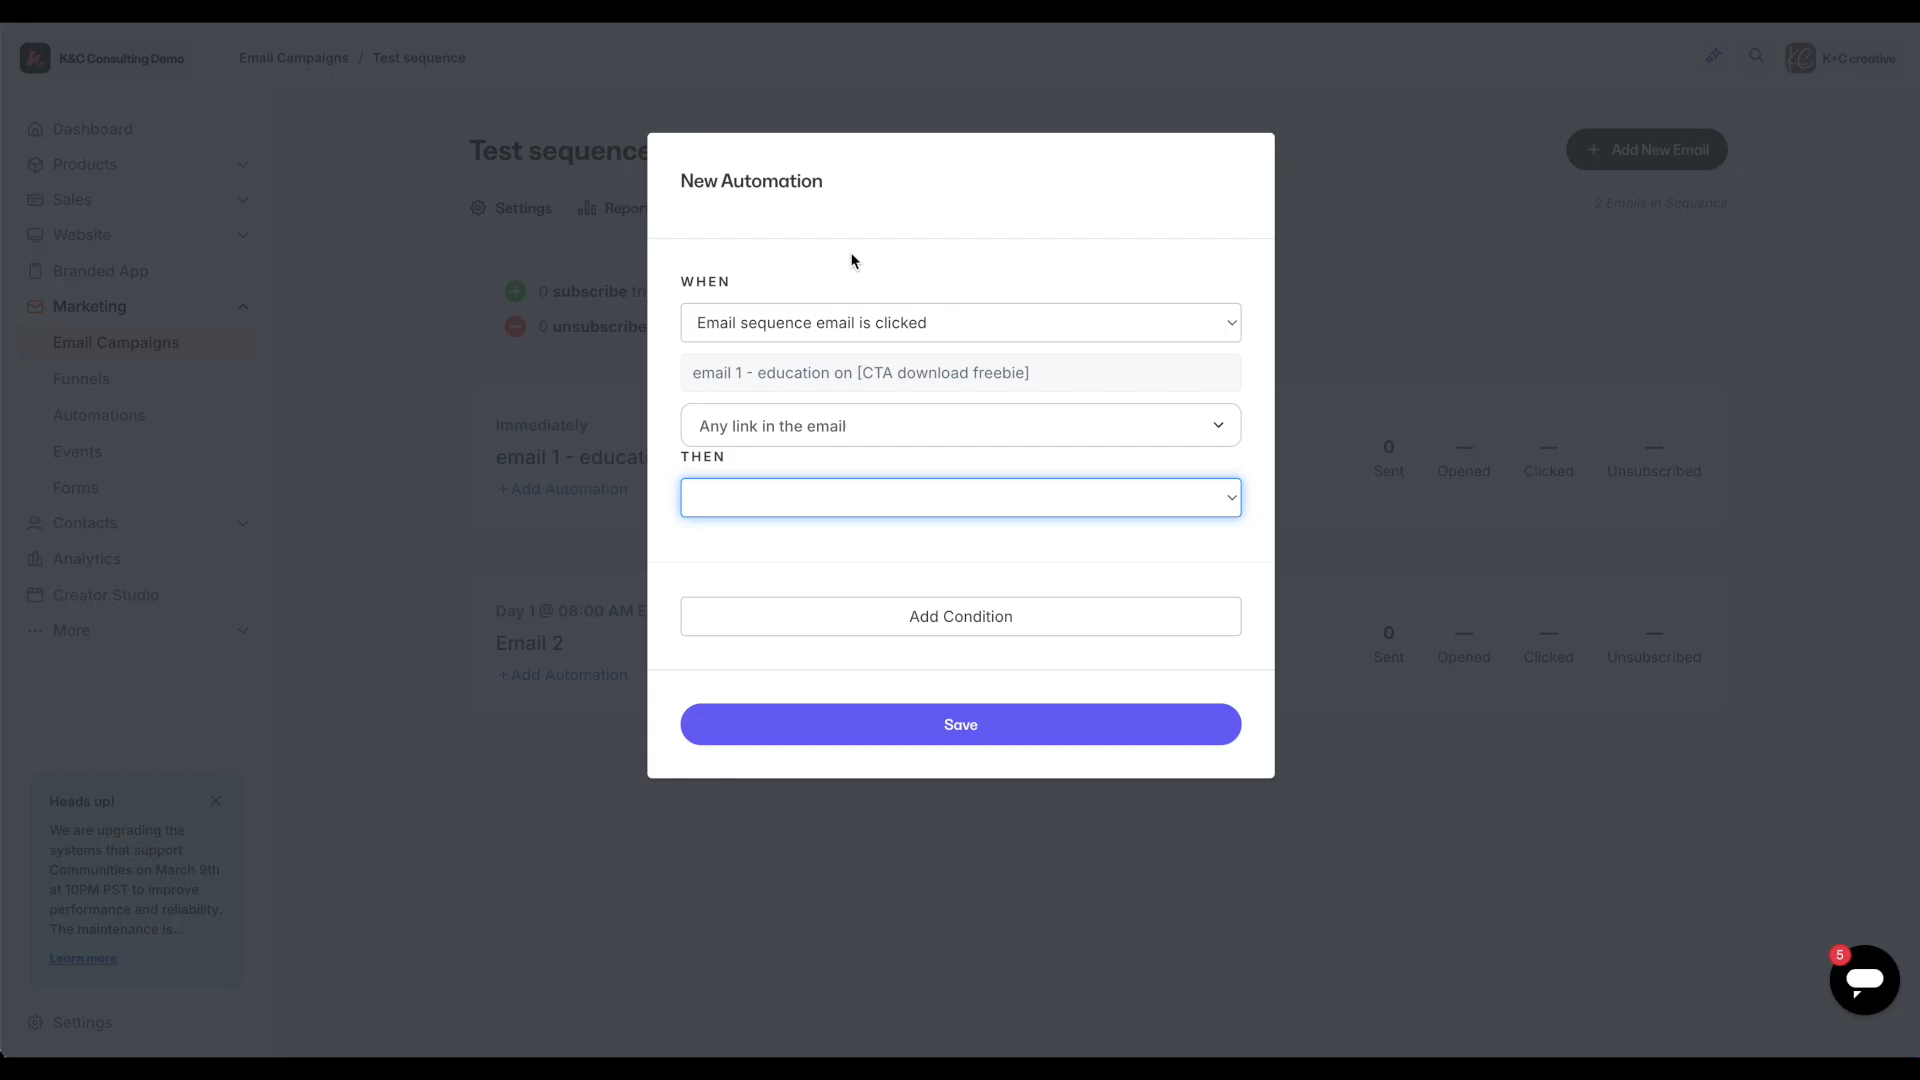 K&C Consulting Demo
Email Campaigns / Test sequence
K+C creative
Dashboard
Products
Sales
Website
Branded App
Marketing
Email Campaigns
Funnels
Automations
Events
Forms
Contacts
Analytics
Creator Studio
More
Heads up!
We are upgrading the
systems that support
Communities on March 9th
at 10PM PST to improve
performance and reliability.
The maintenance is...
Learn more
Settings
Test sequence
+ Add New Email
Settings
2 Emails in Sequence
0 subscribe
0 unsubscribe
Immediately
email 1 -
+ Add Automation
0 — — —
Sent Opened Clicked Unsubscribed
Day 1 @ 08:00 AM
Email 2
+ Add Automation
0 — — —
Sent Opened Clicked Unsubscribed
New Automation
WHEN
Email sequence email is clicked
email 1 - education on [CTA download freebie]
Any link in the email
THEN
Add Condition
Save
5